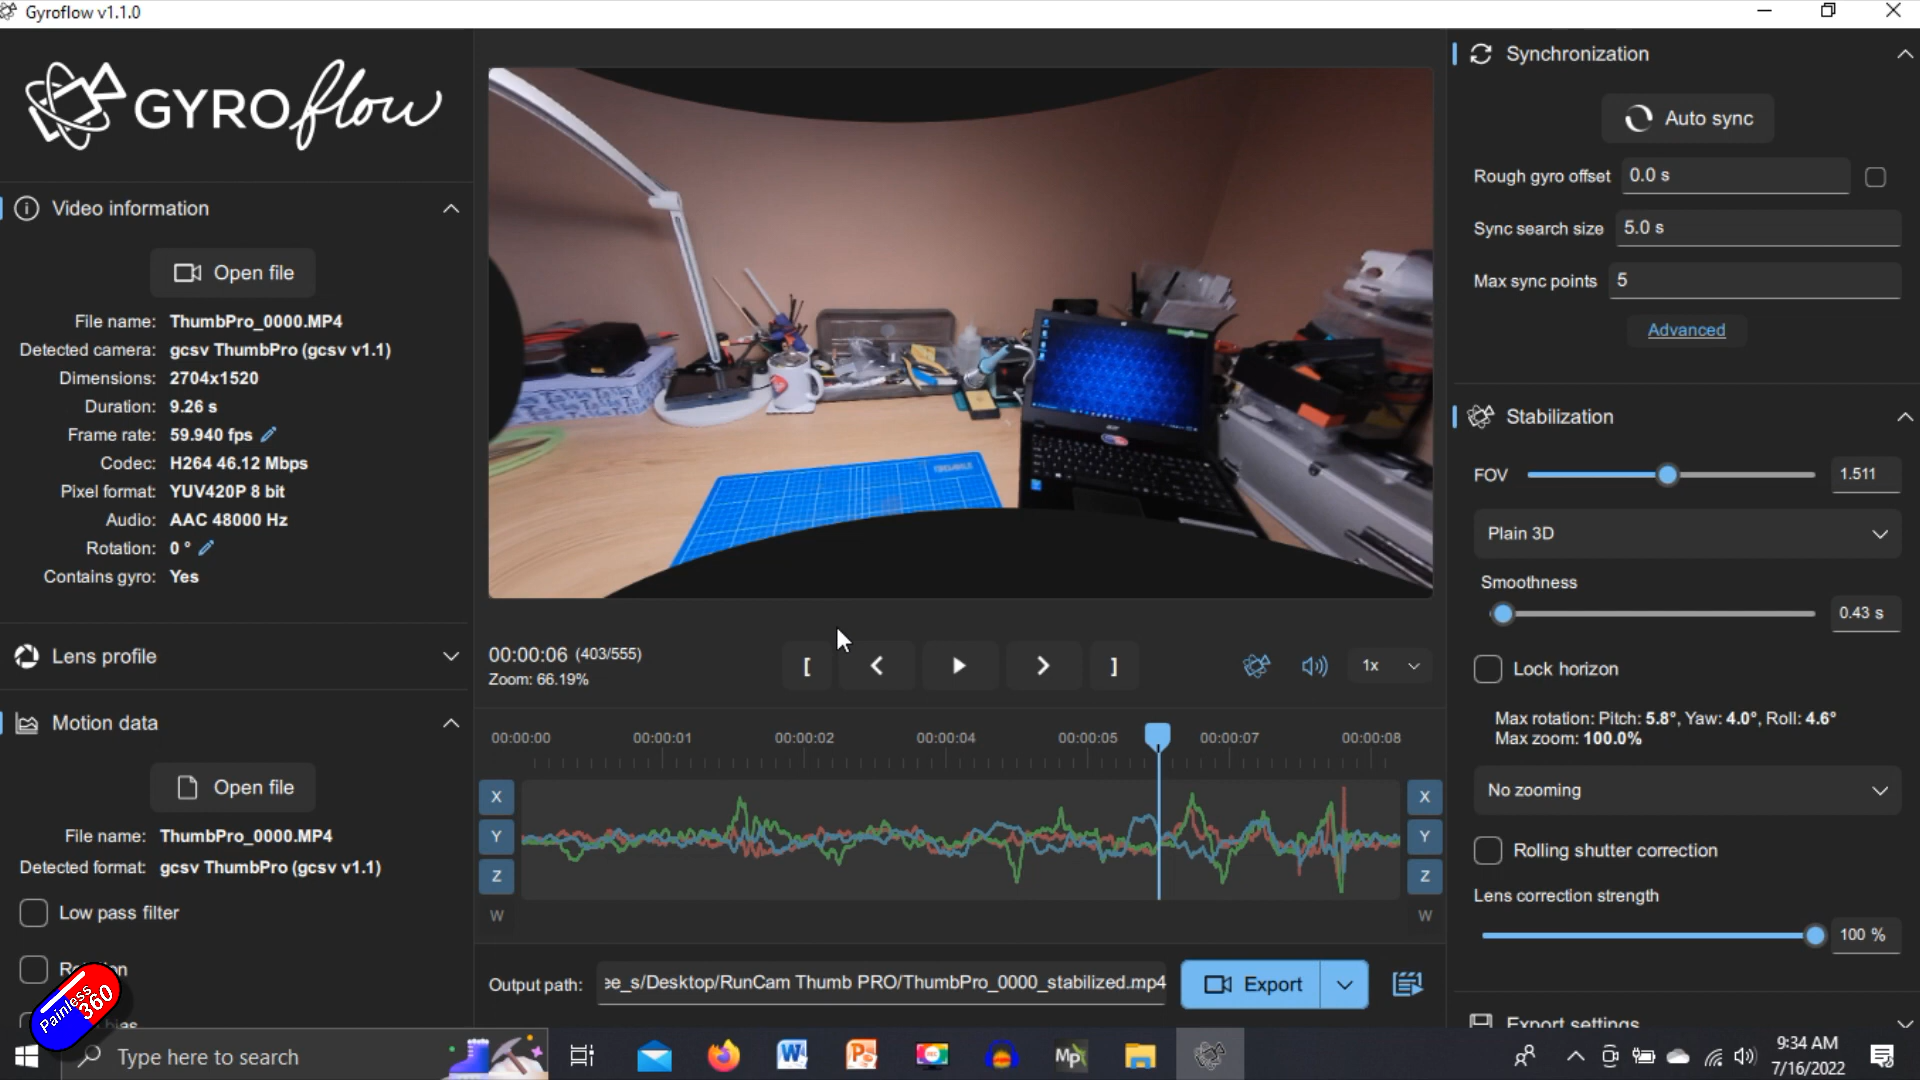 Gyroflow v1.1.0
GYROflow
Video information
Open file
File name: ThumbPro_0000.MP4
Detected camera: gcsv ThumbPro (gcsv v1.1)
Dimensions: 2704x1520
Duration: 9.26 s
Frame rate: 59.940 fps
Codec: H264 46.12 Mbps
Pixel format: YUV420P 8 bit
Audio: AAC 48000 Hz
Rotation: 0 °
Contains gyro: Yes
Lens profile
Motion data
Open file
File name: ThumbPro_0000.MP4
Detected format: gcsv ThumbPro (gcsv v1.1)
Low pass filter
Painless
360
00:00:06 (403/555)
Zoom: 66.19%
[
]
1x
00:00:00 00:00:01 00:00:02 00:00:04 00:00:05 00:00:07 00:00:08
X X
Y Y
Z Z
W W
Output path: ee_s/Desktop/RunCam Thumb PRO/ThumbPro_0000_stabilized.mp4
Export
Synchronization
Auto sync
Rough gyro offset 0.0 s
Sync search size 5.0 s
Max sync points 5
Advanced
Stabilization
FOV 1.511
Plain 3D
Smoothness
0.43 s
Lock horizon
Max rotation: Pitch: 5.8°, Yaw: 4.0°, Roll: 4.6°
Max zoom: 100.0%
No zooming
Rolling shutter correction
Lens correction strength
100 %
Export settings
Type here to search
9:34 AM
7/16/2022